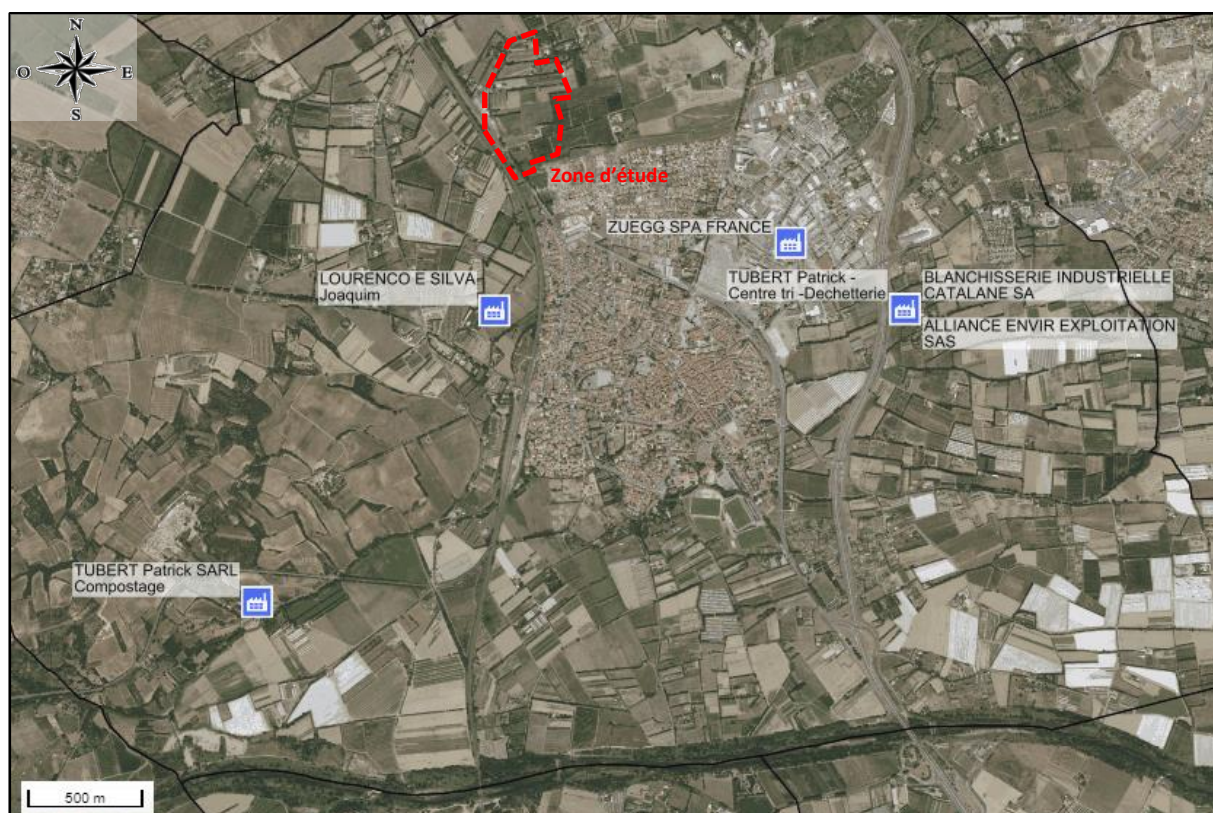 N
O
E
S
Zone d'étude
ZUEGG SPA FRANCE
LOURENCO E SILVA
Joaquim
TUBERT Patrick -
Centre tri -Dechetterie
BLANCHISSERIE INDUSTRIELLE
CATALANE SA
ALLIANCE ENVIR EXPLOITATION
SAS
TUBERT Patrick SARL
Compostage
500 m